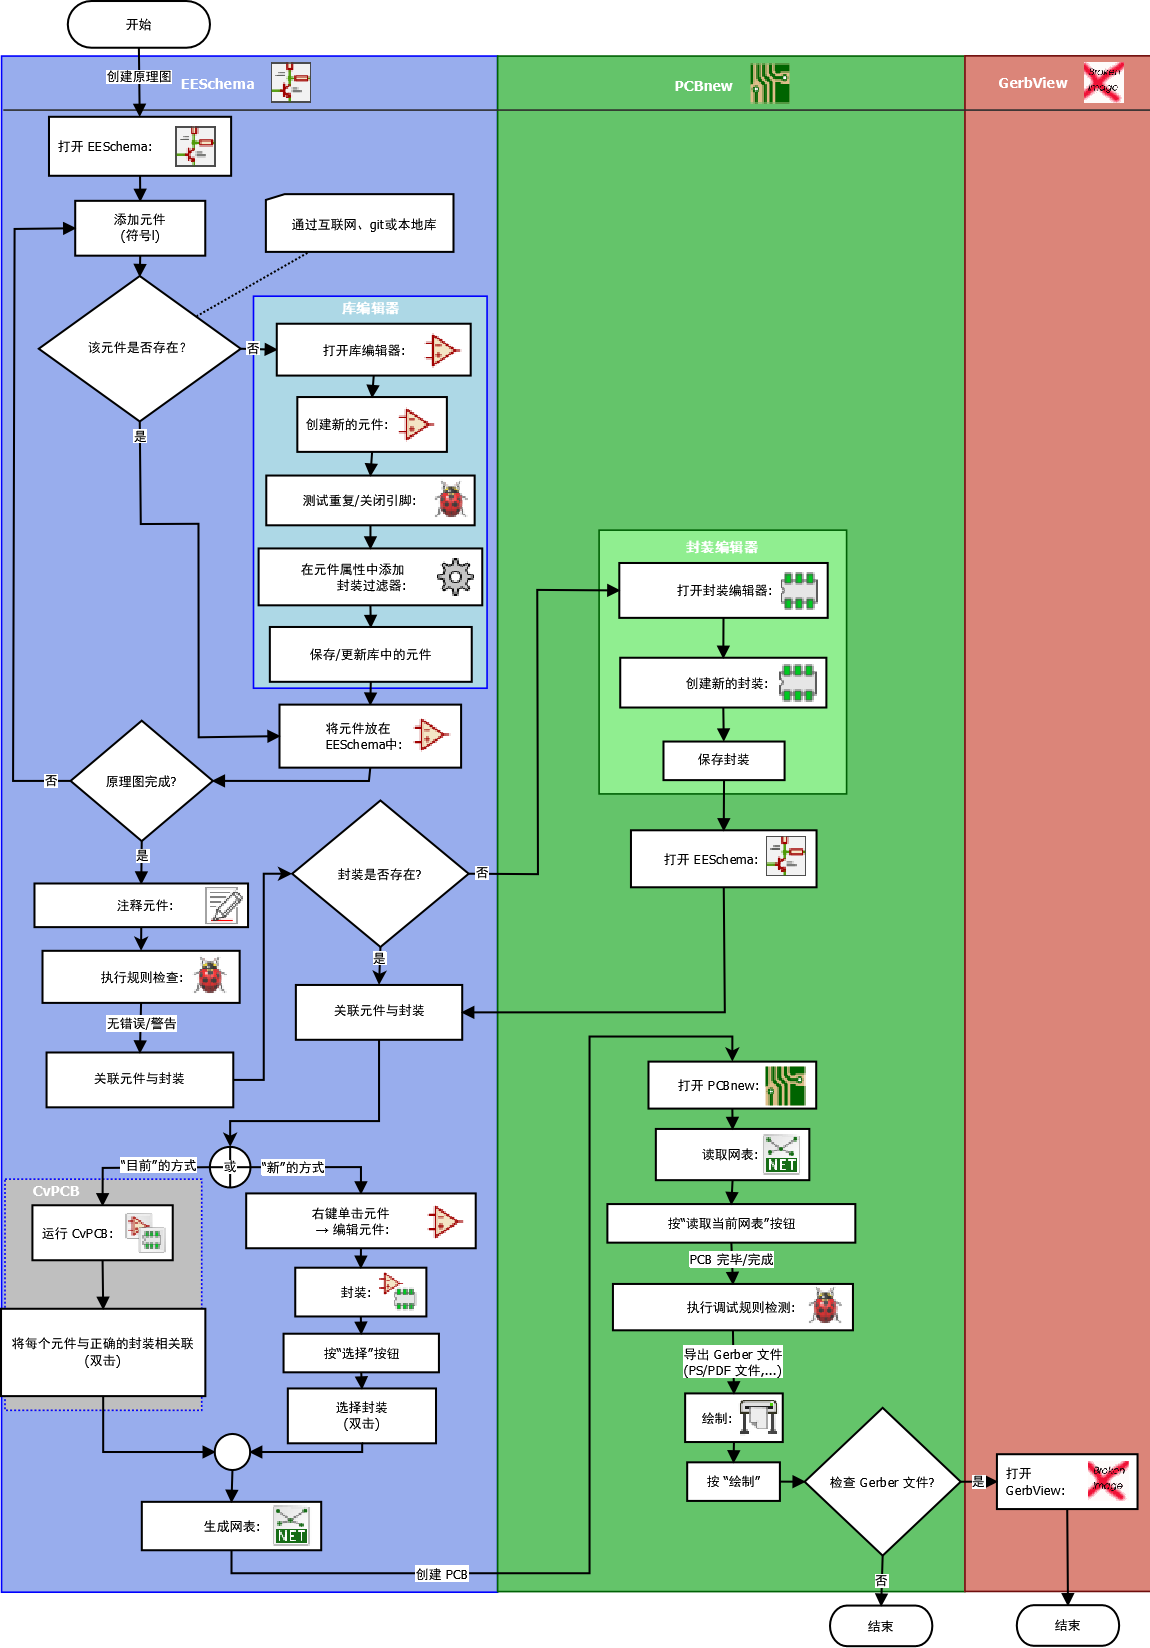 开始
创建原理图
EESchema
PCBnew
GerbView
Broken
image
打开 EESchema:
添加元件
(符号l)
通过互联网、git或本地库
该元件是否存在?
否
是
库编辑器
打开库编辑器:
创建新的元件:
测试重复/关闭引脚:
在元件属性中添加
封装过滤器:
保存/更新库中的元件
将元件放在
EESchema中:
原理图完成?
否
是
注释元件:
执行规则检查:
无错误/警告
关联元件与封装
封装是否存在?
否
是
关联元件与封装
封装编辑器
打开封装编辑器:
创建新的封装:
保存封装
打开 EESchema:
或
“目前”的方式
“新”的方式
CvPCB
运行 CvPCB:
将每个元件与正确的封装相关联
(双击)
右键单击元件
→ 编辑元件:
封装:
按“选择”按钮
选择封装
(双击)
生成网表:
NET
创建 PCB
打开 PCBnew:
读取网表:
NET
按“读取当前网表”按钮
PCB 完毕/完成
执行调试规则检测:
导出 Gerber 文件
(PS/PDF 文件,...)
绘制:
按 “绘制”
检查 Gerber 文件?
是
否
打开
GerbView:
Broken
image
结束
结束